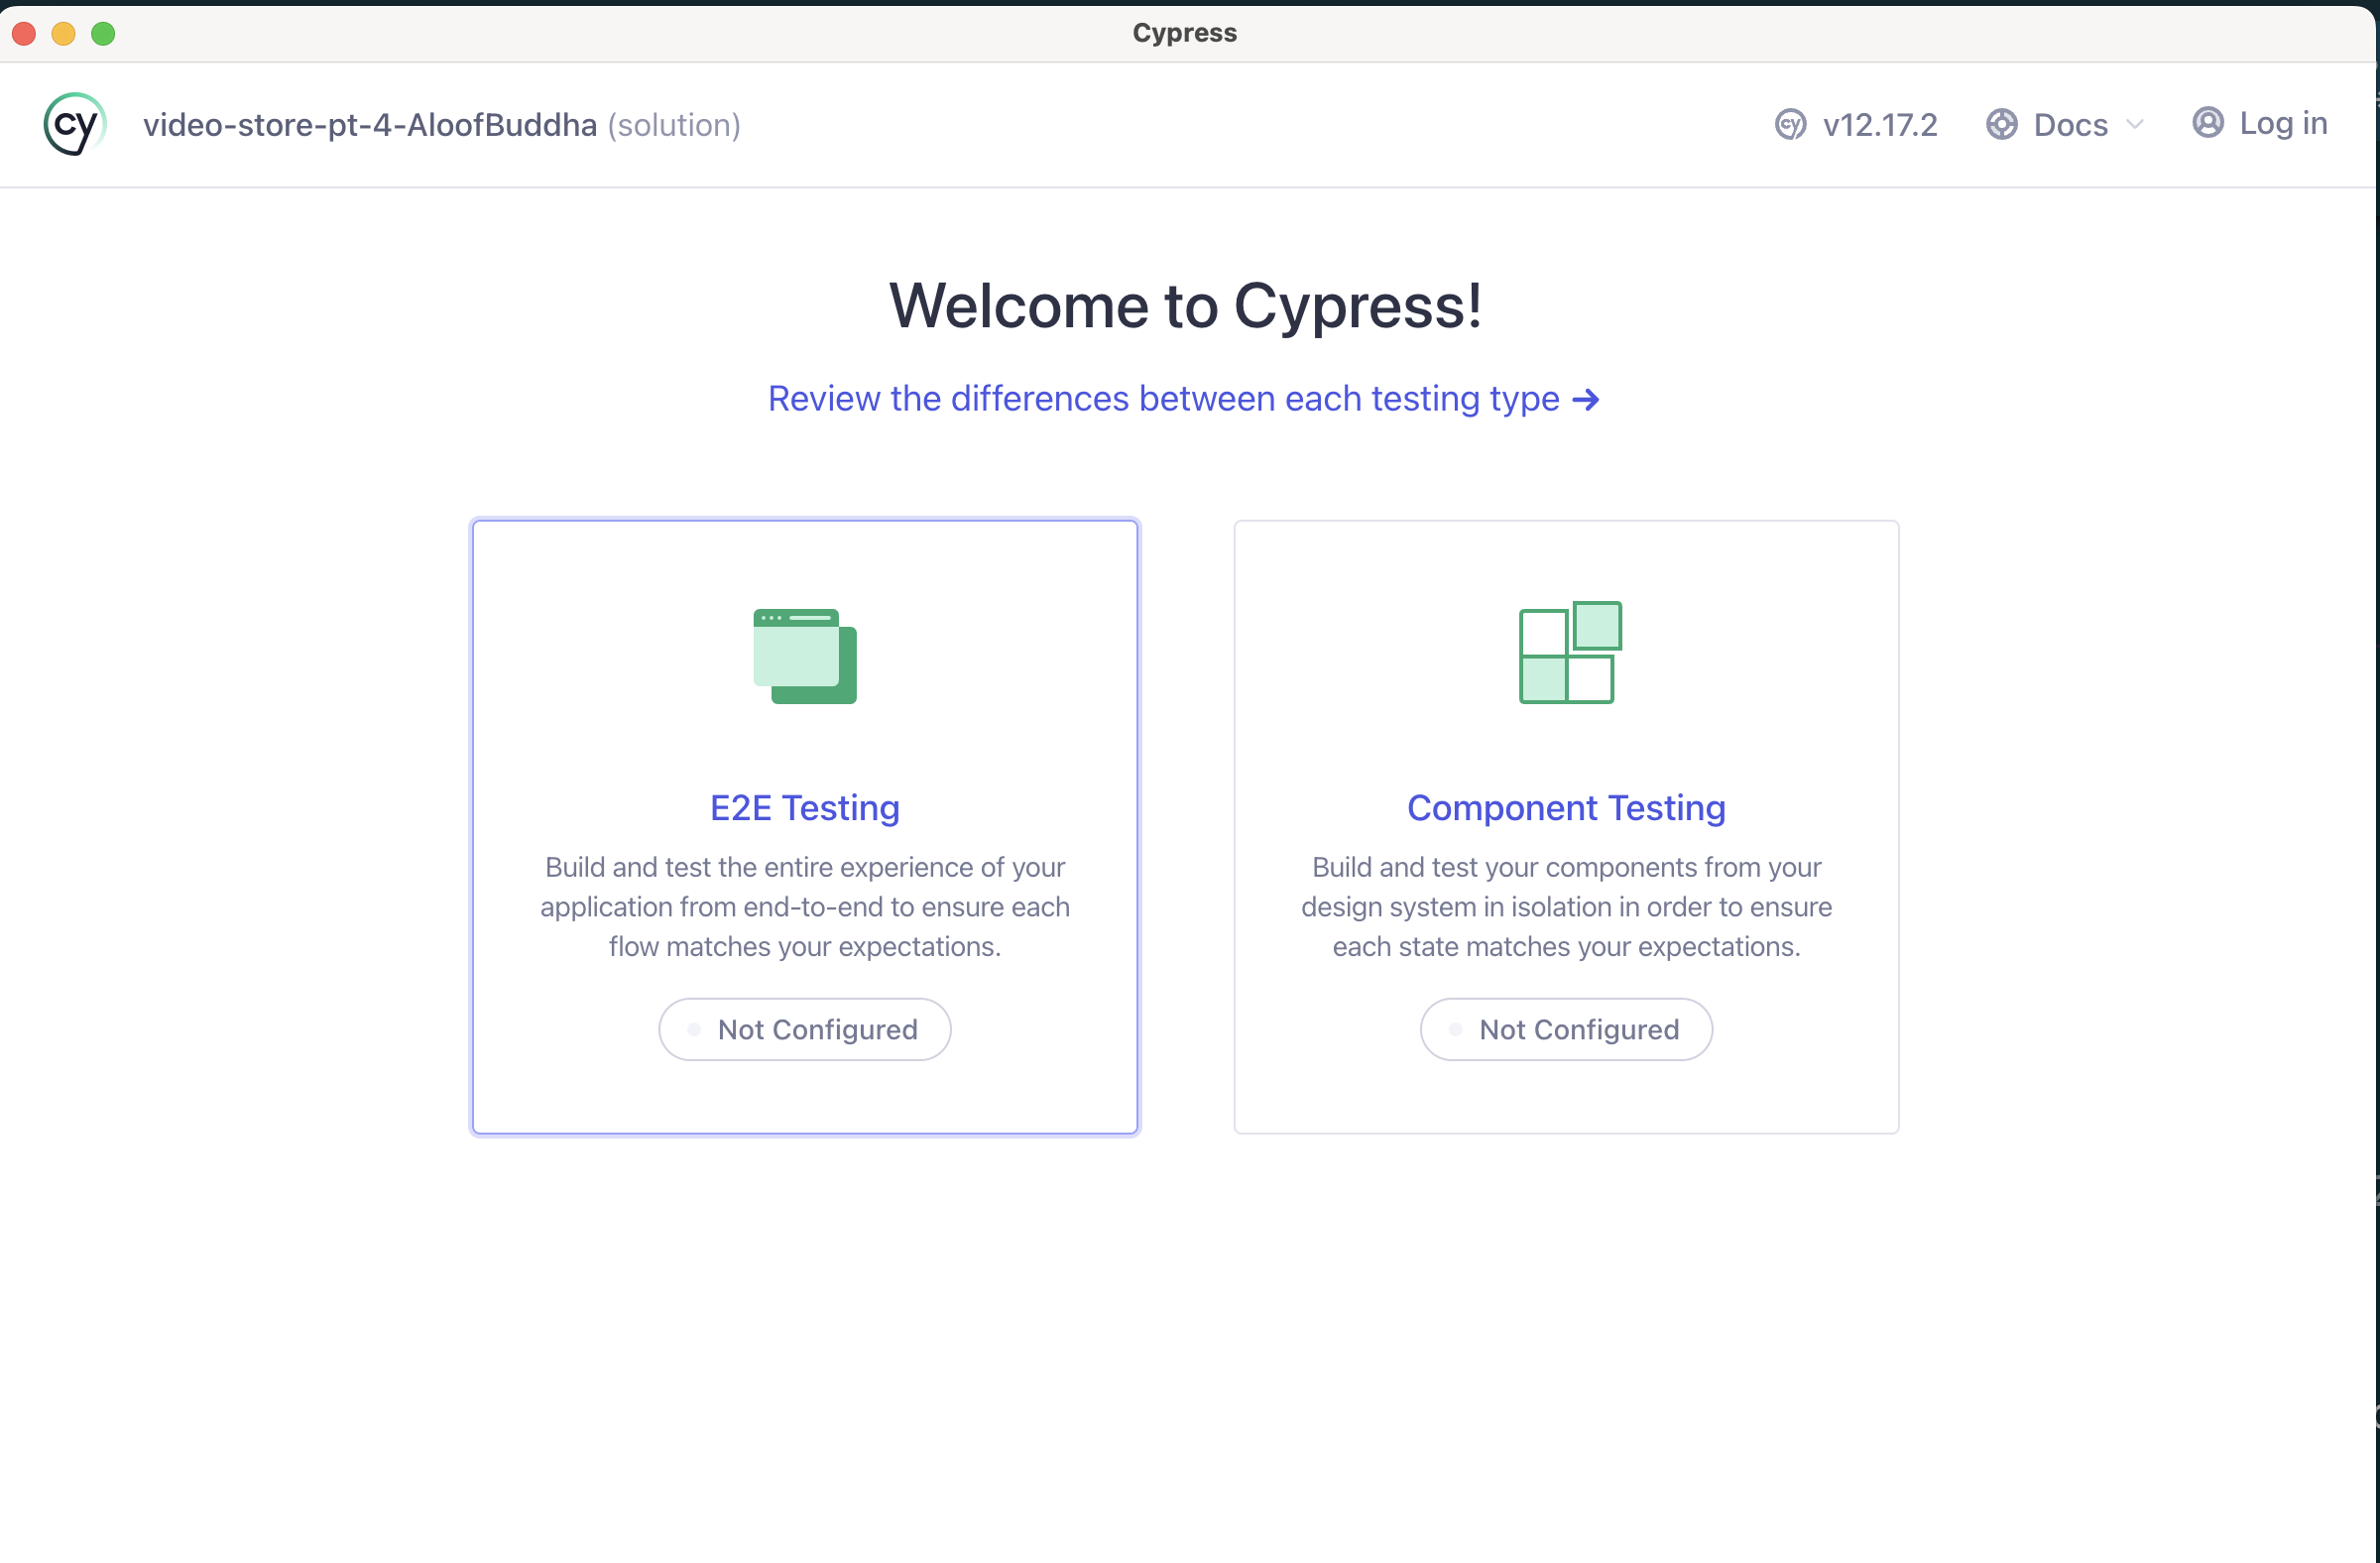 Cypress
cy video-store-pt-4-AloofBuddha (solution) cy v12.17.2 Docs Log in
Welcome to Cypress!
Review the differences between each testing type →
E2E Testing
Build and test the entire experience of your
application from end-to-end to ensure each
flow matches your expectations.
Not Configured
Component Testing
Build and test your components from your
design system in isolation in order to ensure
each state matches your expectations.
Not Configured